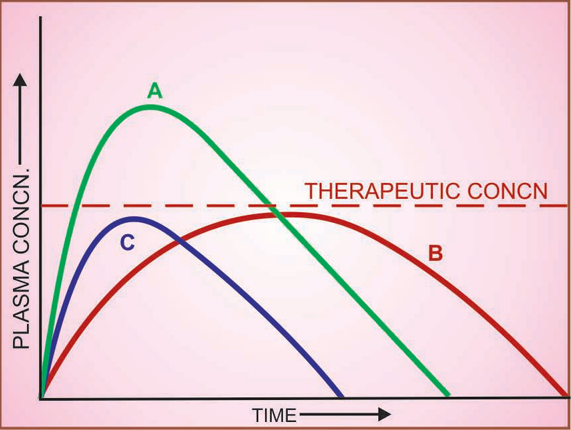 A
THERAPEUTIC CONCN
C
B
PLASMA CONCN.
TIME